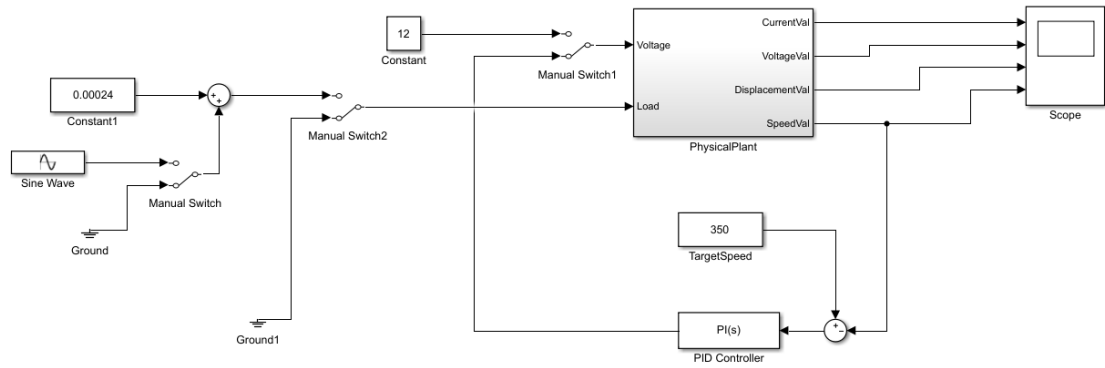 12
Constant
Manual Switch1
Voltage
Load
CurrentVal
VoltageVal
DisplacementVal
SpeedVal
PhysicalPlant
Scope
0.00024
Constant1
+
+
Manual Switch2
Sine Wave
Manual Switch
Ground
Ground1
350
TargetSpeed
+
−
PI(s)
PID Controller